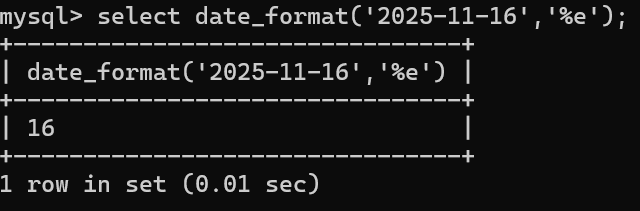 mysql> select date_format('2025-11-16','%e');
+--------------------------------+
| date_format('2025-11-16','%e') |
+--------------------------------+
| 16                             |
+--------------------------------+
1 row in set (0.01 sec)